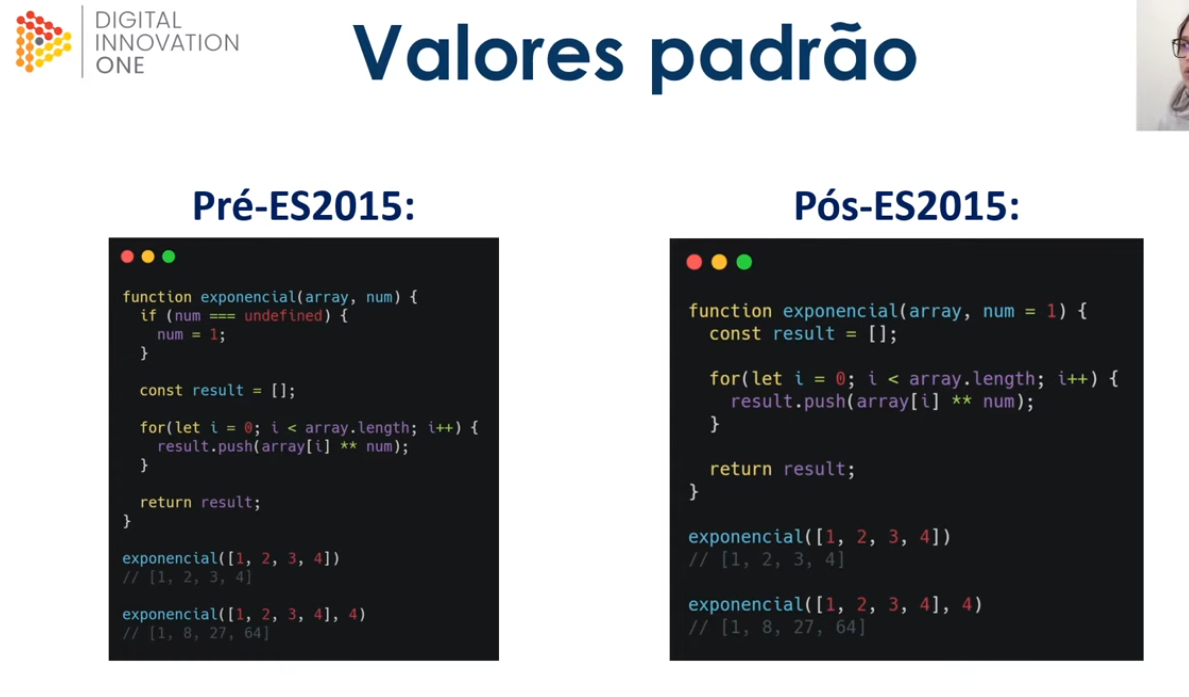 DIGITAL
INNOVATION
ONE
Valores padrão
Pré-ES2015:
function exponencial(array, num) {
if (num === undefined) {
num = 1;
}
const result = [];
for(let i = 0; i < array.length; i++) {
result.push(array[i] ** num);
}
return result;
}
exponencial([1, 2, 3, 4])
// [1, 2, 3, 4]
exponencial([1, 2, 3, 4], 4)
// [1, 8, 27, 64]
Pós-ES2015:
function exponencial(array, num = 1) {
const result = [];
for(let i = 0; i < array.length; i++) {
result.push(array[i] ** num);
}
return result;
}
exponencial([1, 2, 3, 4])
// [1, 2, 3, 4]
exponencial([1, 2, 3, 4], 4)
// [1, 8, 27, 64]